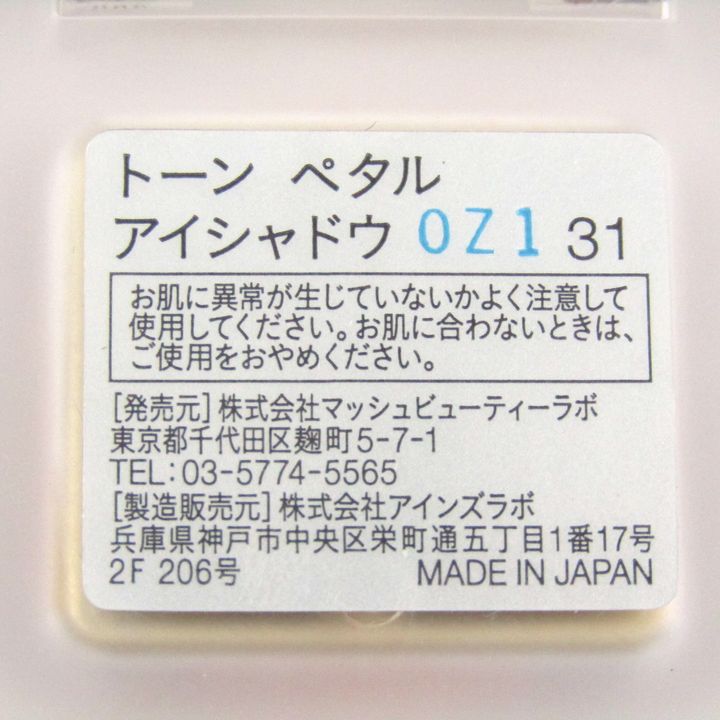 トーン ペタル
アイシャドウ OZ1 31
お肌に異常が生じていないかよく注意して
使用してください。お肌に合わないときは、
ご使用をおやめください。
[発売元]株式会社マッシュビューティーラボ
東京都千代田区麹町5-7-1
TEL:03-5774-5565
[製造販売元]株式会社アインズラボ
兵庫県神戸市中央区栄町通五丁目1番17号
2F 206号 MADE IN JAPAN